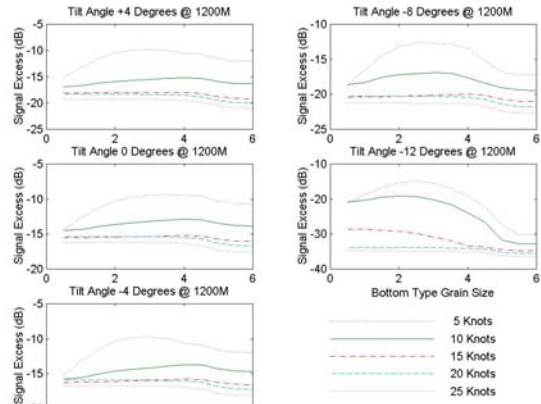 Tilt Angle +4 Degrees @ 1200M
Signal Excess (dB)
-5
-10
-15
-20
-25
0
2
4
6
Tilt Angle -8 Degrees @ 1200M
Signal Excess (dB)
-10
-15
-20
-25
0
2
4
6
Tilt Angle 0 Degrees @ 1200M
Signal Excess (dB)
-5
-10
-15
-20
0
2
4
6
Tilt Angle -12 Degrees @ 1200M
Signal Excess (dB)
-10
-20
-30
-40
0
2
4
6
Bottom Type Grain Size
Tilt Angle -4 Degrees @ 1200M
Signal Excess (dB)
-5
-10
-15
5 Knots
10 Knots
15 Knots
20 Knots
25 Knots